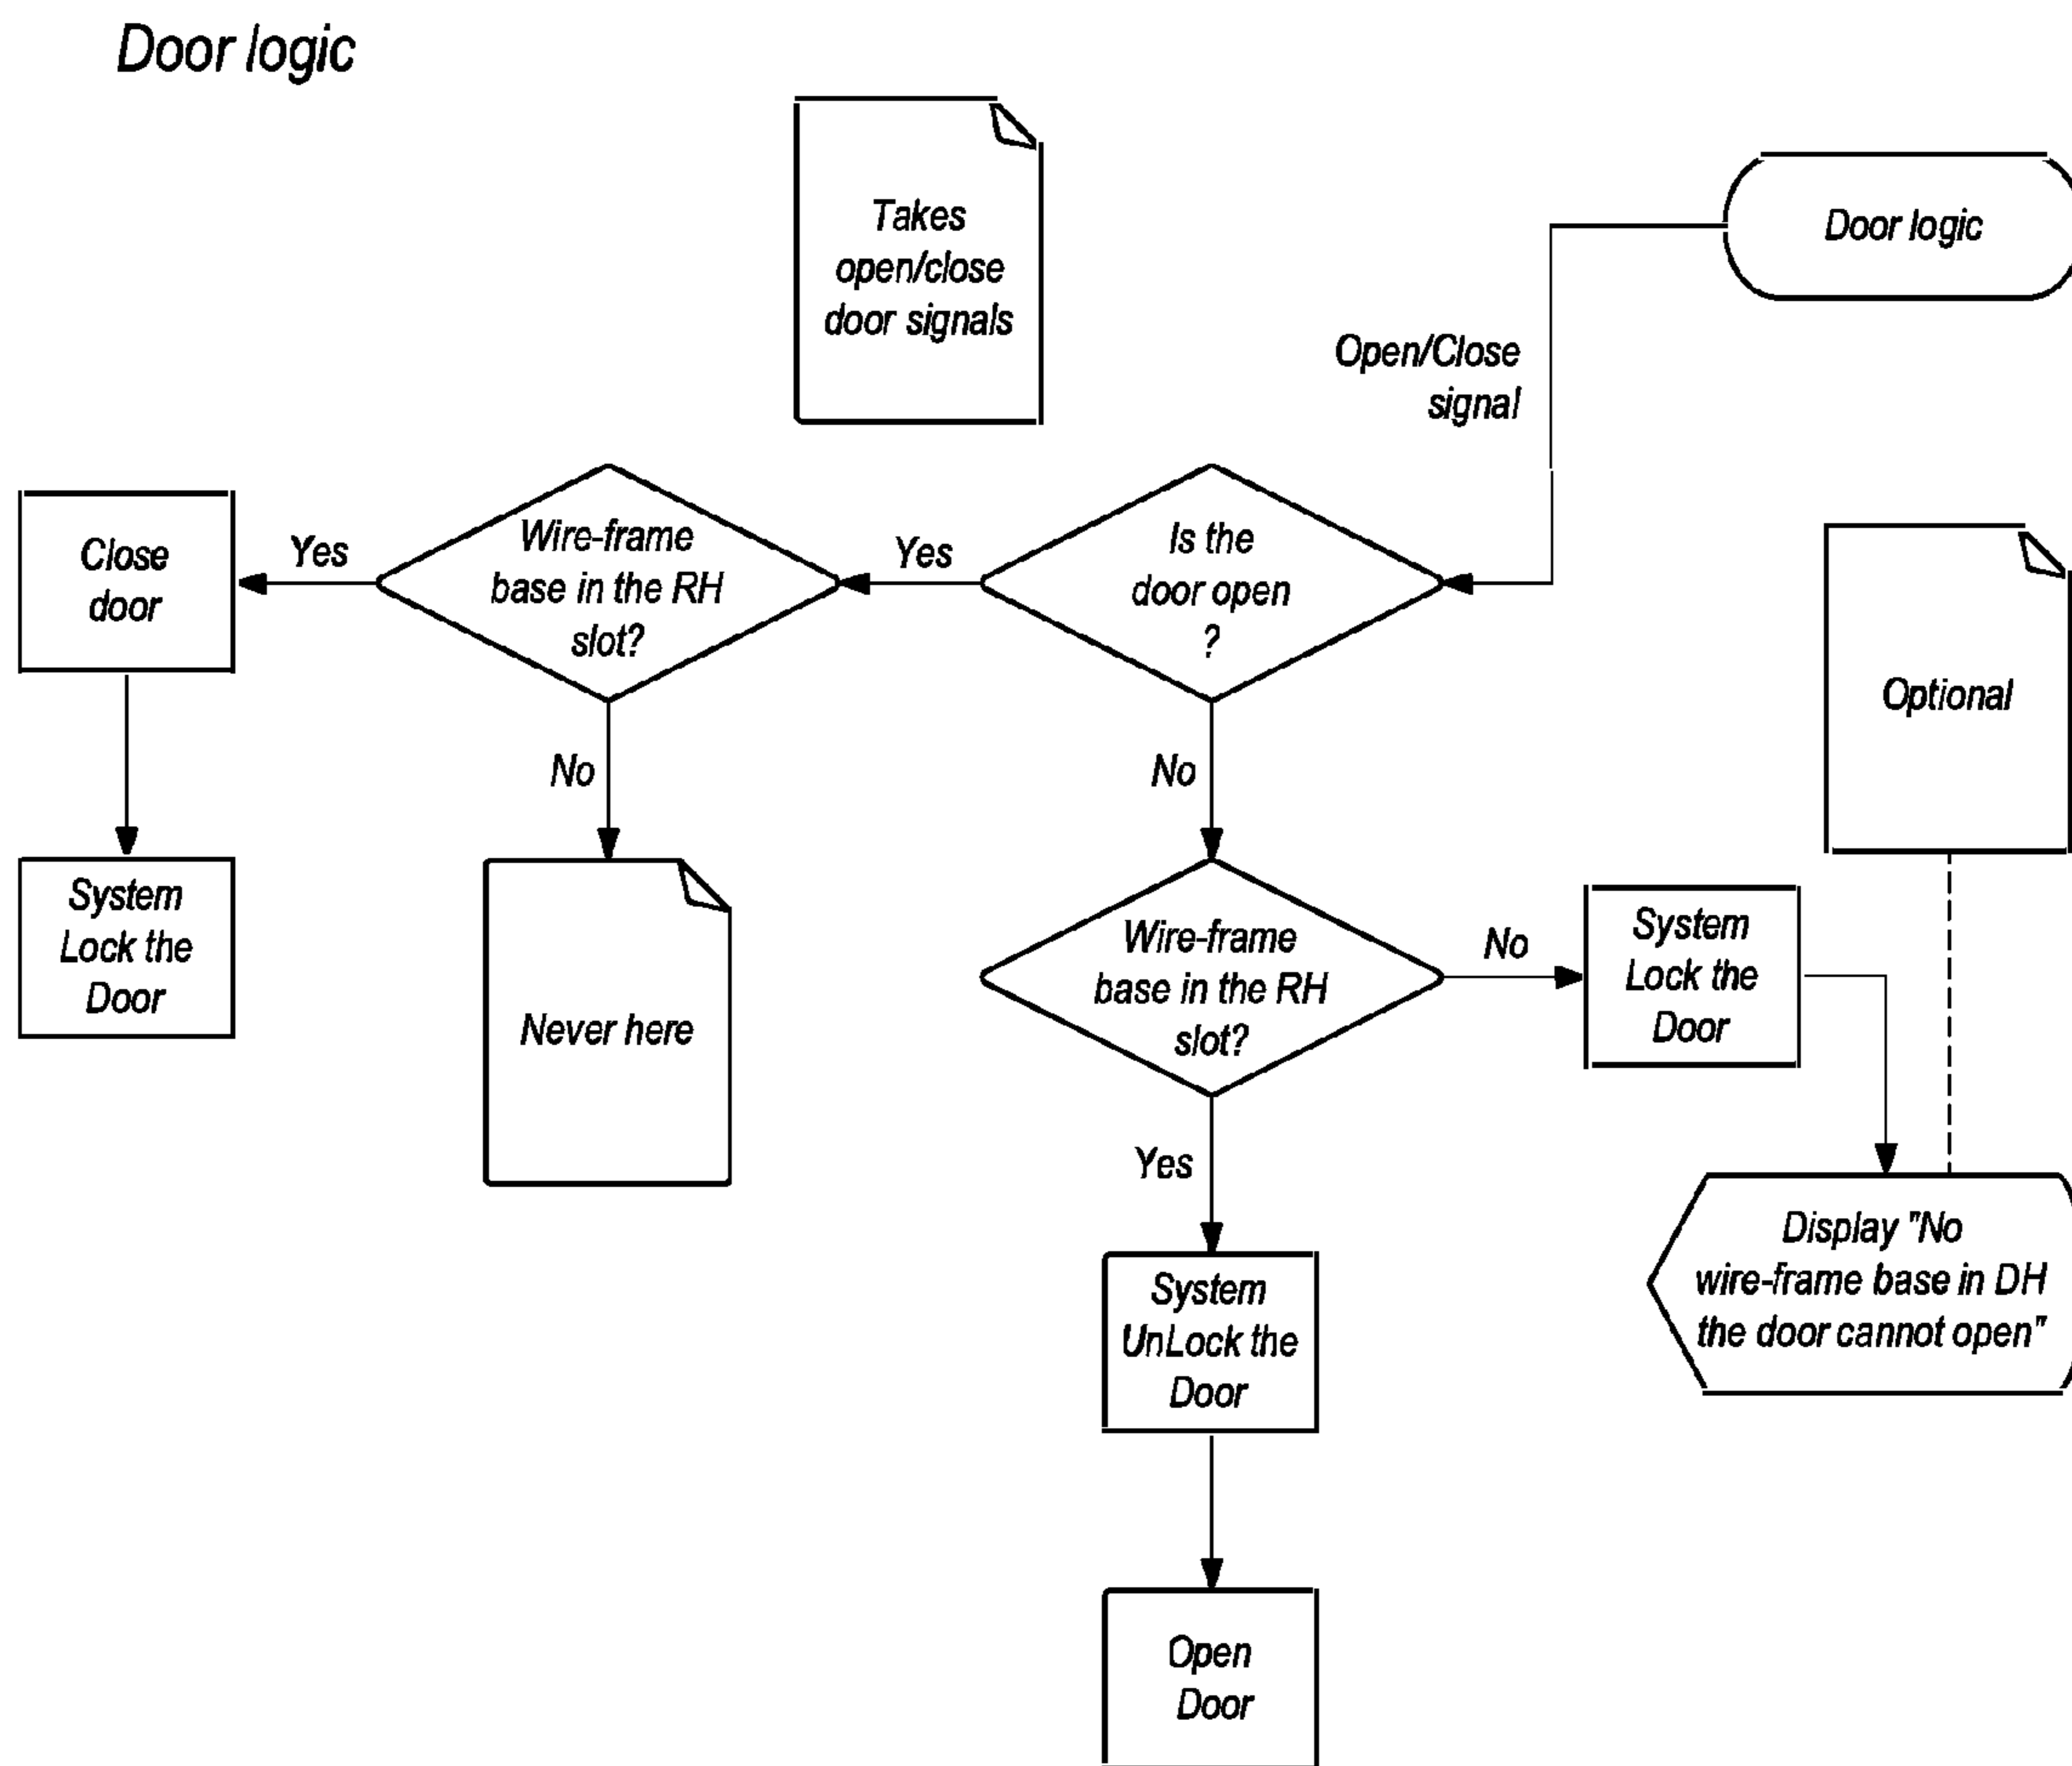 Door logic
Takes
open/close
door signals
Door logic
Open/Close
signal
Close
door
Yes
Wire-frame
base in the RH
slot?
Yes
Is the
door open
?
Optional
No
No
System
Lock the
Door
Never here
Wire-frame
base in the RH
slot?
No
System
Lock the
Door
Yes
Display "No
wire-frame base in DH
the door cannot open"
System
UnLock the
Door
Open
Door